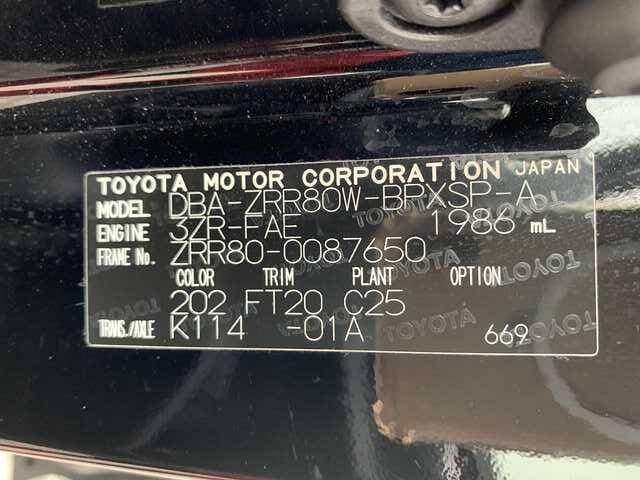 TOYOTA MOTOR CORPORATION JAPAN
MODEL DBA-ZRR80W-BPXSP-A
ENGINE 3ZR-FAE 1986 mL
FRAME No. ZRR80-0087650
COLOR TRIM PLANT OPTION
202 FT20 C25
TRANS./AXLE K114 -01A 669